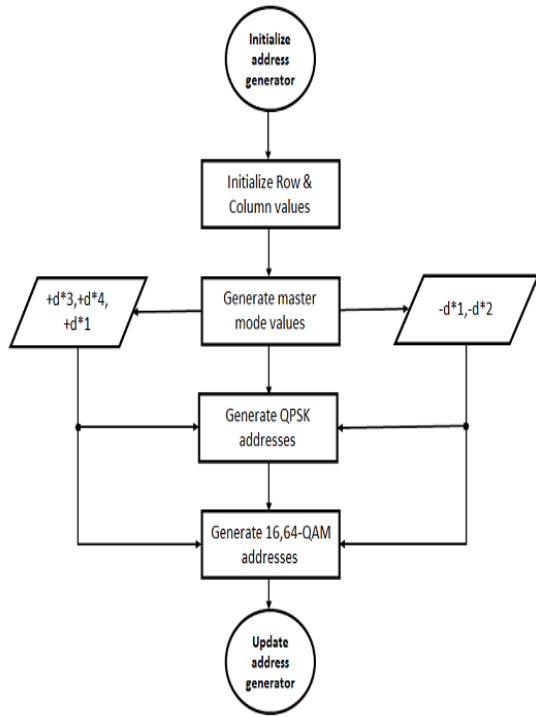 Initialize
address
generator
Initialize Row &
Column values
+d*3,+d*4,
+d*1
Generate master
mode values
-d*1,-d*2
Generate QPSK
addresses
Generate 16,64-QAM
addresses
Update
address
generator